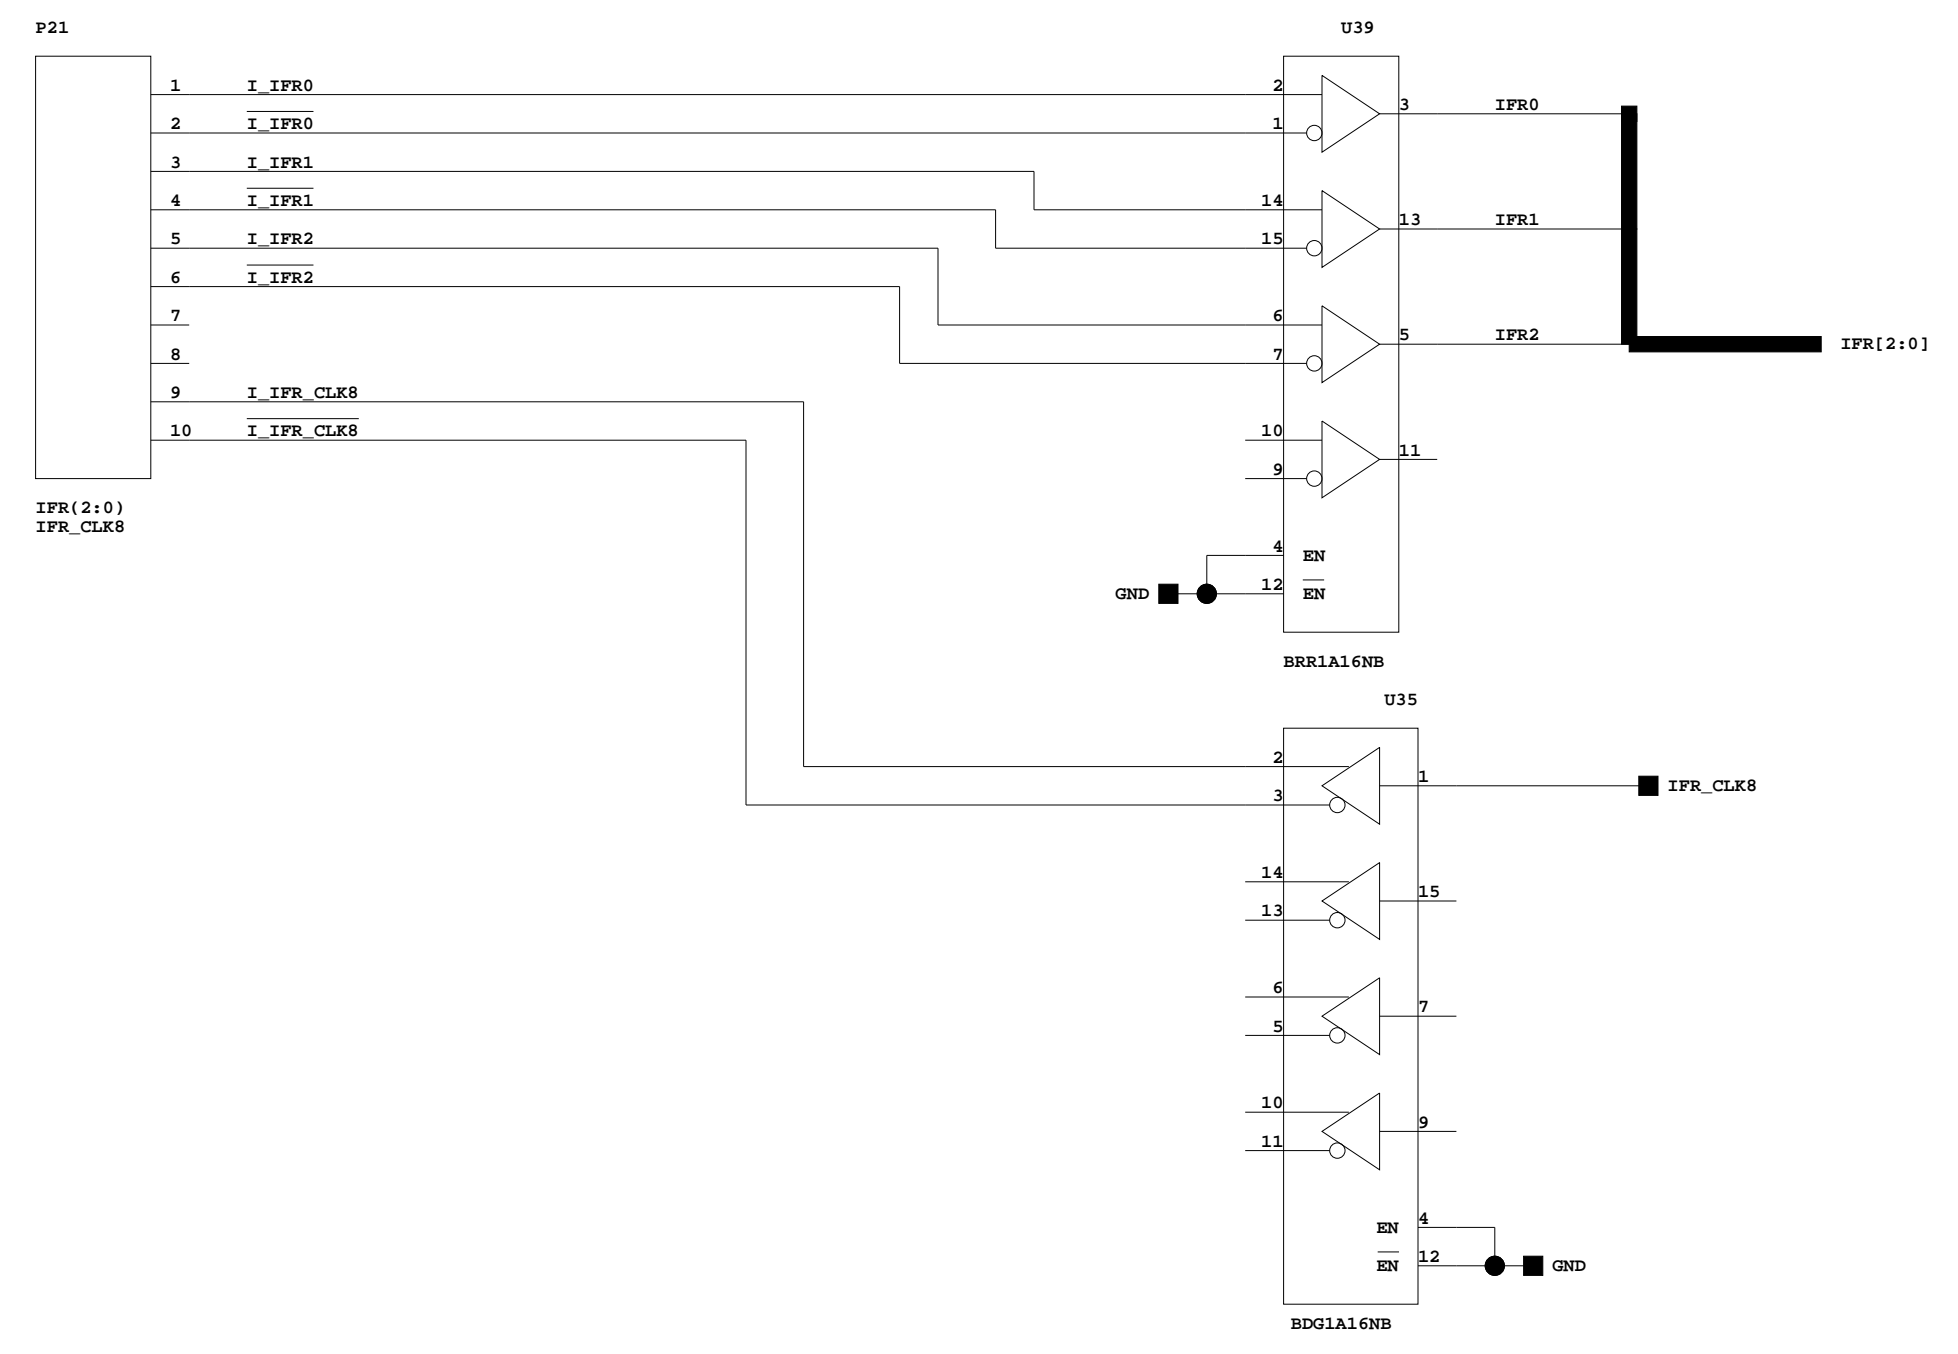 P21
U39
1 I_IFR0
2 I_IFR0
3 I_IFR1
4 I_IFR1
5 I_IFR2
6 I_IFR2
7
8
9 I_IFR_CLK8
10 I_IFR_CLK8
IFR(2:0)
IFR_CLK8
2
1
3 IFR0
14
15
13 IFR1
6
7
5 IFR2
IFR[2:0]
10
9
11
4 EN
GND 12 EN
BRR1A16NB
U35
2
3
1 IFR_CLK8
14
13
15
6
5
7
10
11
9
EN 4
EN 12 GND
BDG1A16NB